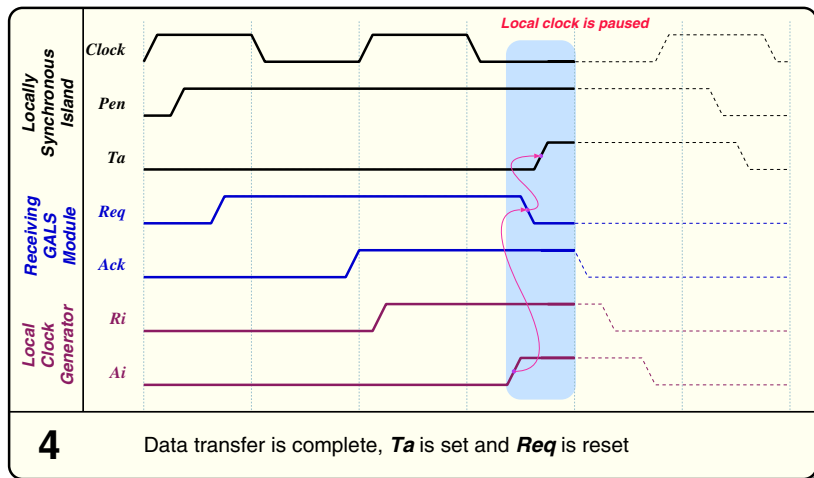 Local clock is paused
Locally
Synchronous
Island
Clock
Pen
Ta
Receiving
GALS
Module
Req
Ack
Local
Clock
Generator
Ri
Ai
4 Data transfer is complete, Ta is set and Req is reset